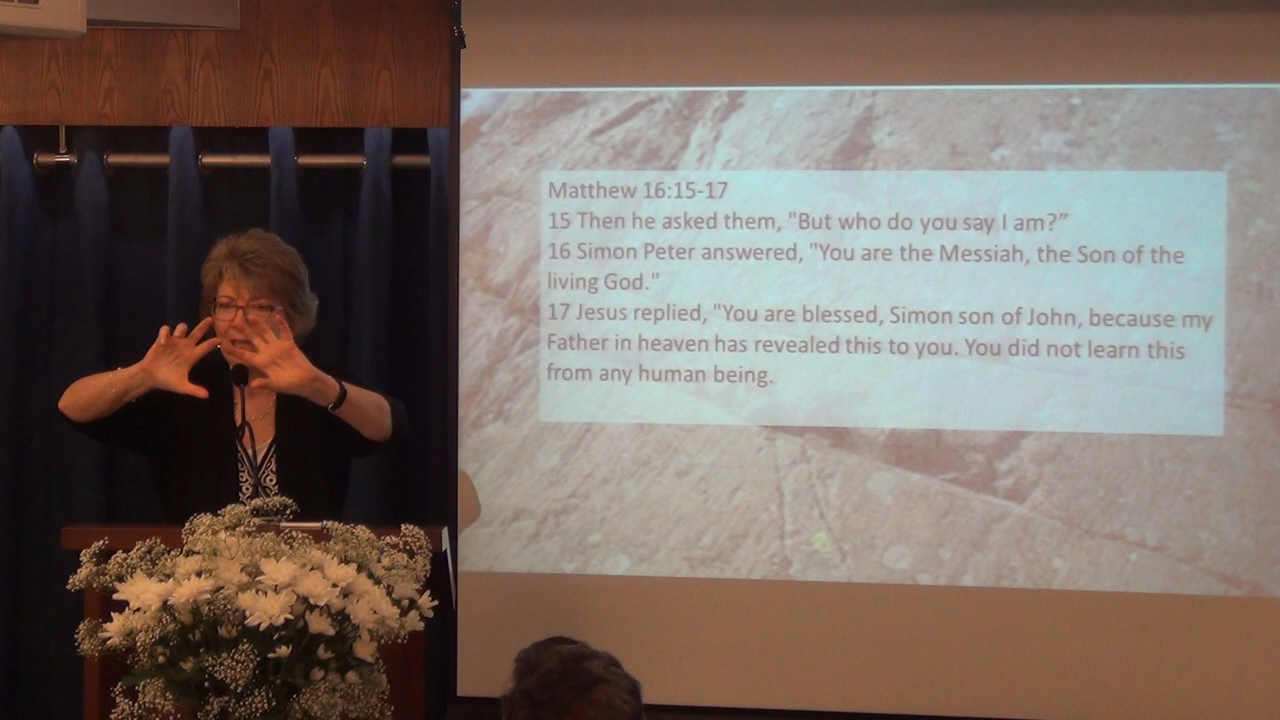 Matthew 16:15-17
15 Then he asked them, "But who do you say I am?”
16 Simon Peter answered, "You are the Messiah, the Son of the
living God."
17 Jesus replied, "You are blessed, Simon son of John, because my
Father in heaven has revealed this to you. You did not learn this
from any human being.